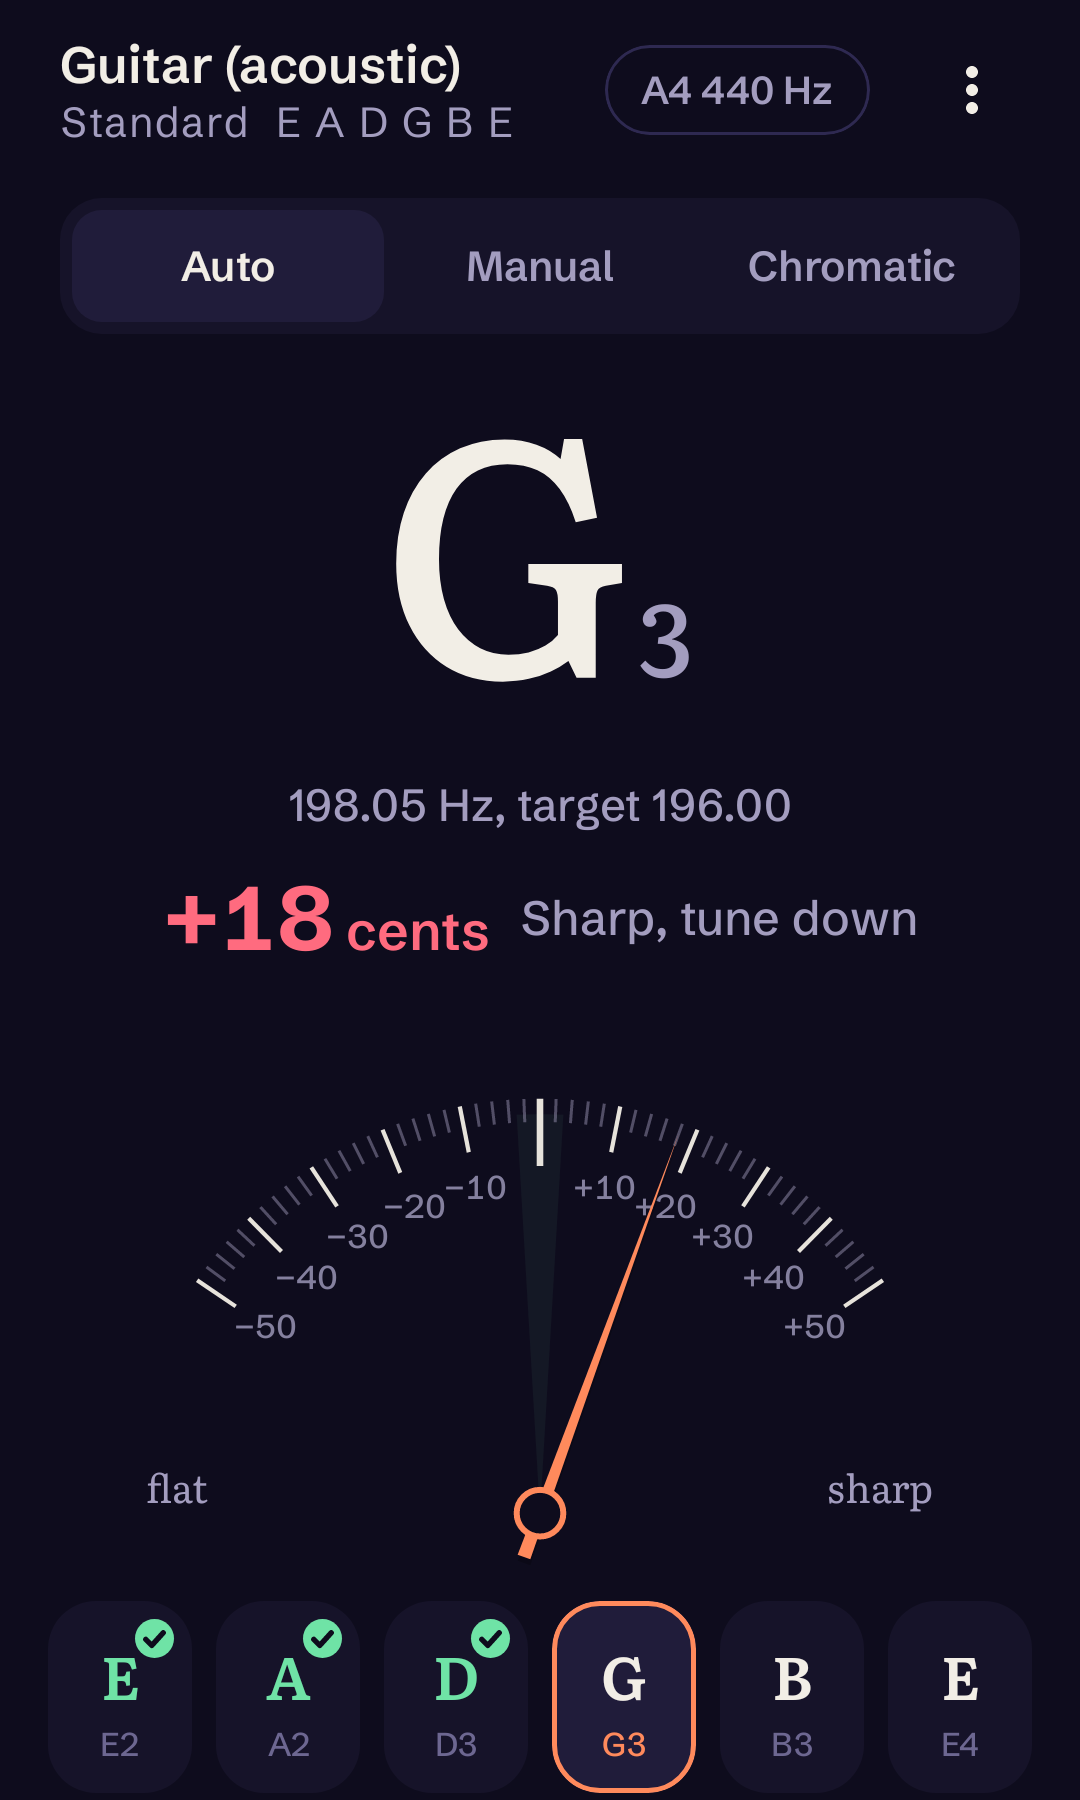 Guitar (acoustic)
Standard E A D G B E
A4 440 Hz
Auto Manual Chromatic
G3
198.05 Hz, target 196.00
+18 cents Sharp, tune down
−50 −40 −30 −20 −10 +10 +20 +30 +40 +50
flat sharp
E A D G B E
E2 A2 D3 G3 B3 E4